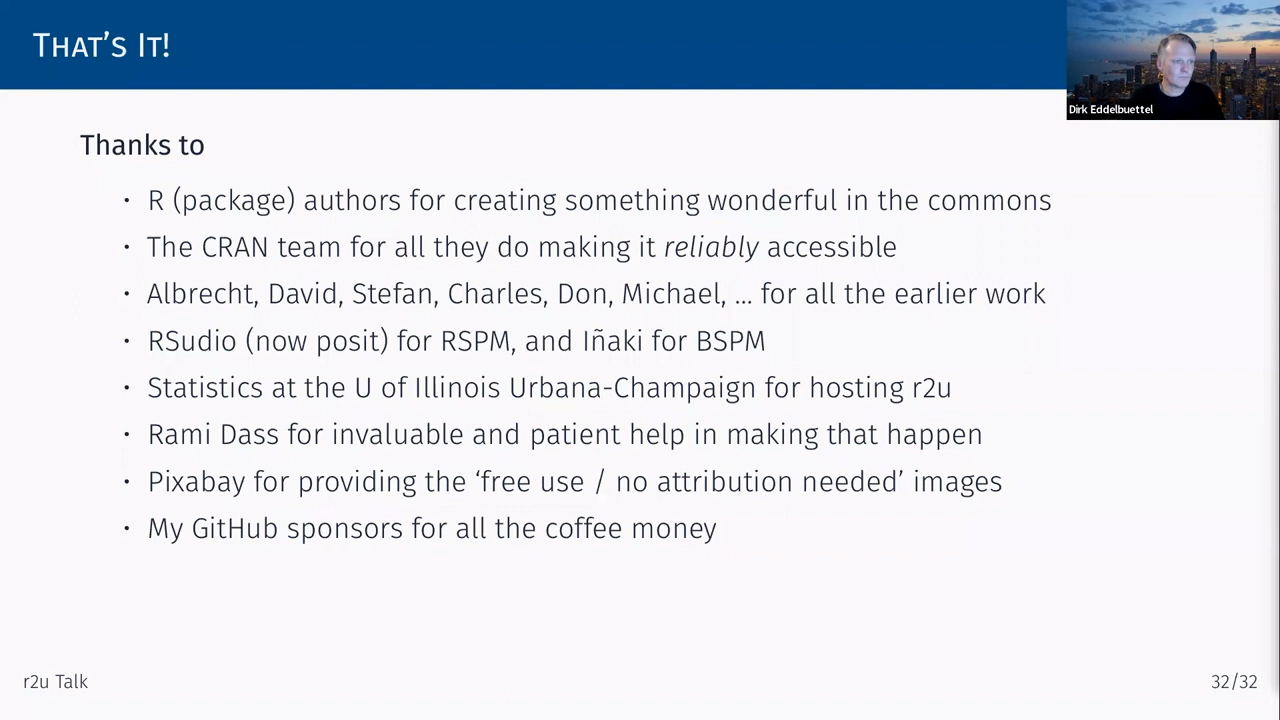 THAT'S IT!
Dirk Eddelbuettel
Thanks to
• R (package) authors for creating something wonderful in the commons
• The CRAN team for all they do making it reliably accessible
• Albrecht, David, Stefan, Charles, Don, Michael, ... for all the earlier work
• RSudio (now posit) for RSPM, and Iñaki for BSPM
• Statistics at the U of Illinois Urbana-Champaign for hosting r2u
• Rami Dass for invaluable and patient help in making that happen
• Pixabay for providing the ‘free use / no attribution needed’ images
• My GitHub sponsors for all the coffee money
r2u Talk
32/32